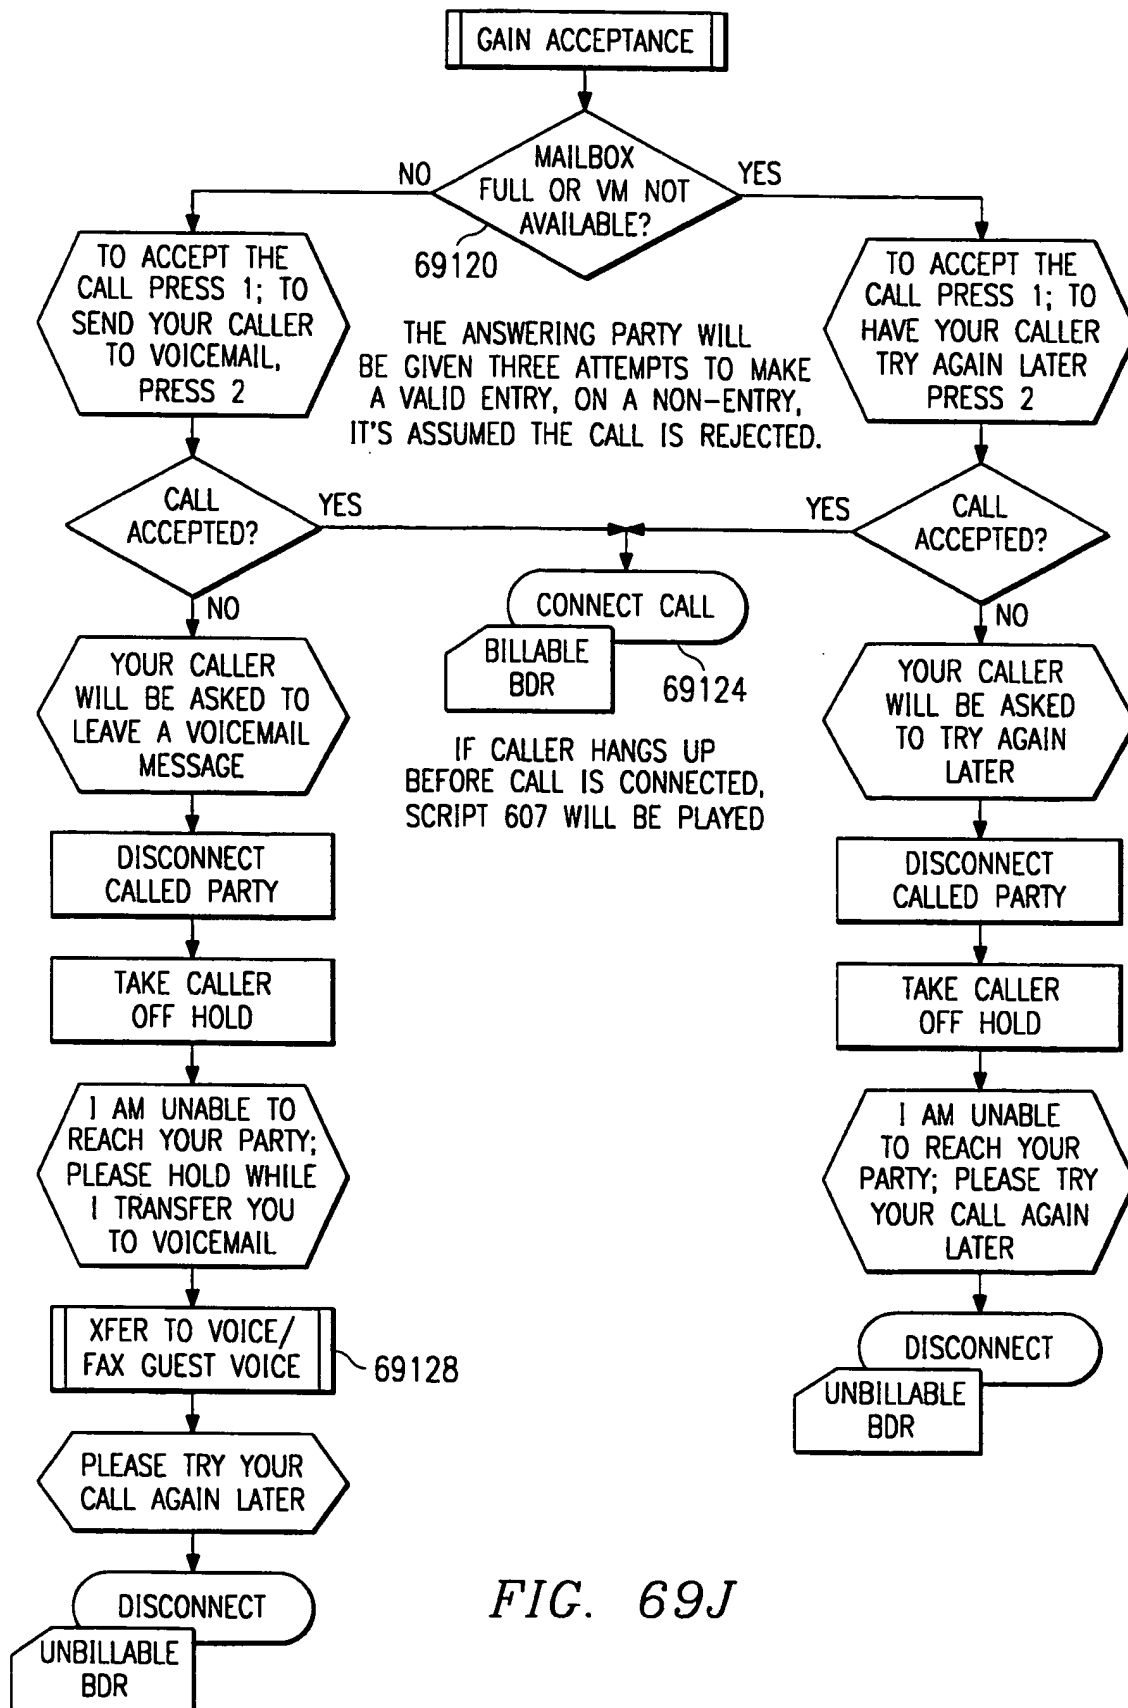 GAIN ACCEPTANCE
MAILBOX
FULL OR VM NOT
AVAILABLE?
NO
YES
69120
TO ACCEPT THE
CALL PRESS 1; TO
SEND YOUR CALLER
TO VOICEMAIL,
PRESS 2
TO ACCEPT THE
CALL PRESS 1; TO
HAVE YOUR CALLER
TRY AGAIN LATER
PRESS 2
THE ANSWERING PARTY WILL
BE GIVEN THREE ATTEMPTS TO MAKE
A VALID ENTRY, ON A NON-ENTRY,
IT'S ASSUMED THE CALL IS REJECTED.
CALL
ACCEPTED?
YES
NO
YES
CALL
ACCEPTED?
NO
CONNECT CALL
BILLABLE
BDR
69124
IF CALLER HANGS UP
BEFORE CALL IS CONNECTED,
SCRIPT 607 WILL BE PLAYED
YOUR CALLER
WILL BE ASKED TO
LEAVE A VOICEMAIL
MESSAGE
DISCONNECT
CALLED PARTY
TAKE CALLER
OFF HOLD
I AM UNABLE TO
REACH YOUR PARTY;
PLEASE HOLD WHILE
I TRANSFER YOU
TO VOICEMAIL
XFER TO VOICE/
FAX GUEST VOICE
69128
PLEASE TRY YOUR
CALL AGAIN LATER
DISCONNECT
UNBILLABLE
BDR
YOUR CALLER
WILL BE ASKED
TO TRY AGAIN
LATER
DISCONNECT
CALLED PARTY
TAKE CALLER
OFF HOLD
I AM UNABLE
TO REACH YOUR
PARTY; PLEASE TRY
YOUR CALL AGAIN
LATER
DISCONNECT
UNBILLABLE
BDR
FIG. 69J